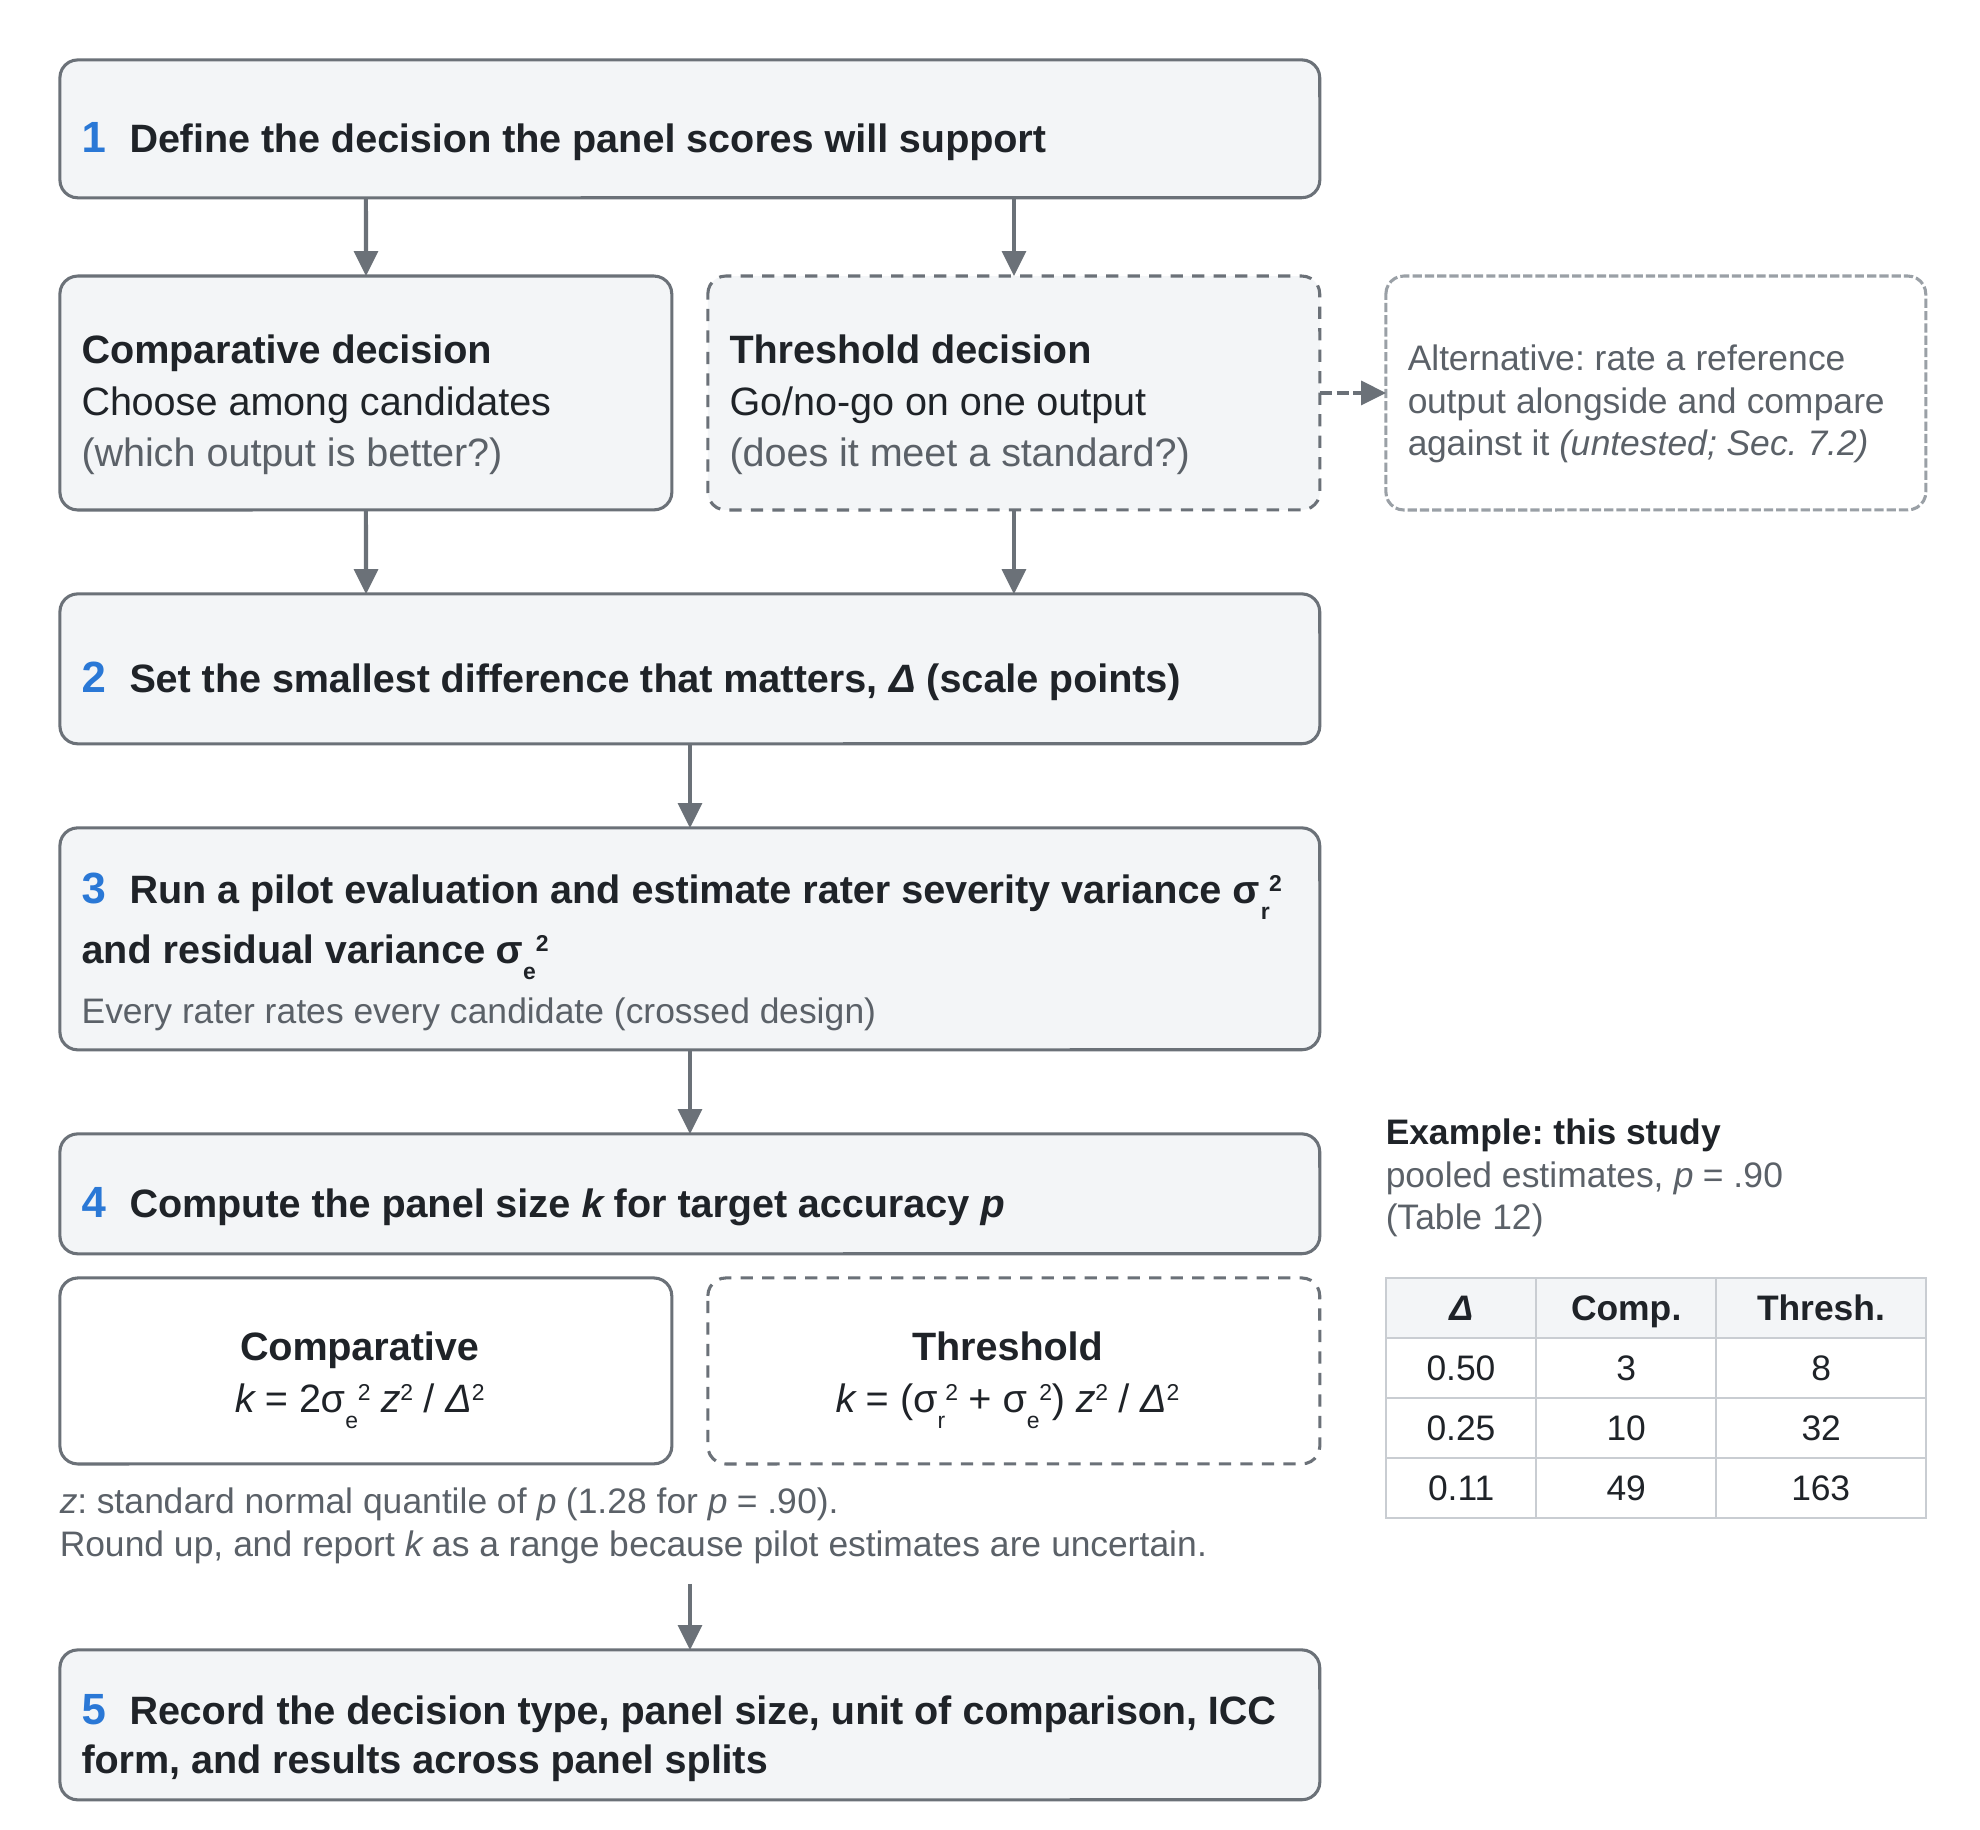 1 Define the decision the panel scores will support
Comparative decision
Choose among candidates
(which output is better?)
Threshold decision
Go/no-go on one output
(does it meet a standard?)
Alternative: rate a reference
output alongside and compare
against it (untested; Sec. 7.2)
2 Set the smallest difference that matters, Δ (scale points)
3 Run a pilot evaluation and estimate rater severity variance σᵣ²
and residual variance σₑ²
Every rater rates every candidate (crossed design)
4 Compute the panel size k for target accuracy p
Comparative
k = 2σₑ² z² / Δ²
Threshold
k = (σᵣ² + σₑ²) z² / Δ²
z: standard normal quantile of p (1.28 for p = .90).
Round up, and report k as a range because pilot estimates are uncertain.
Example: this study
pooled estimates, p = .90
(Table 12)
Δ Comp. Thresh.
0.50 3 8
0.25 10 32
0.11 49 163
5 Record the decision type, panel size, unit of comparison, ICC
form, and results across panel splits